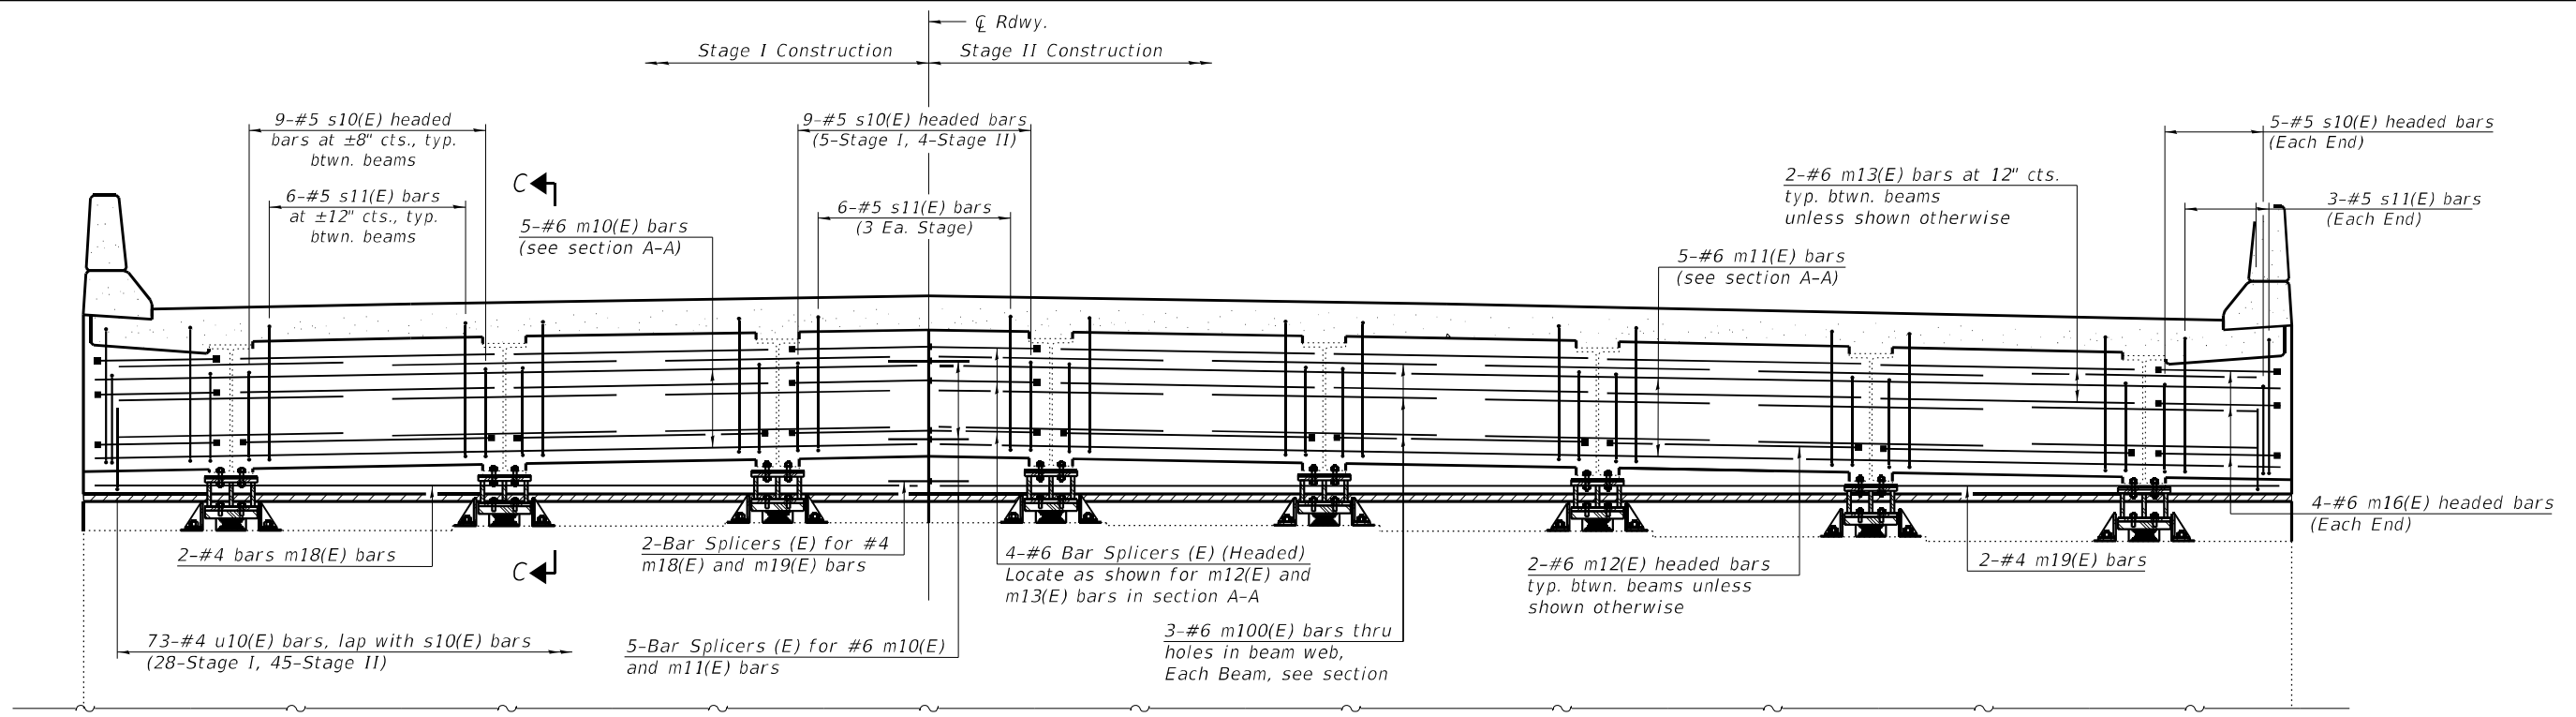 ℄ Rdwy.
Stage I Construction
Stage II Construction
9-#5 s10(E) headed
bars at ±8" cts., typ.
btwn. beams
9-#5 s10(E) headed bars
(5-Stage I, 4-Stage II)
5-#5 s10(E) headed bars
(Each End)
C
6-#5 s11(E) bars
at ±12" cts., typ.
btwn. beams
5-#6 m10(E) bars
(see section A-A)
6-#5 s11(E) bars
(3 Ea. Stage)
2-#6 m13(E) bars at 12" cts.
typ. btwn. beams
unless shown otherwise
3-#5 s11(E) bars
(Each End)
5-#6 m11(E) bars
(see section A-A)
2-#4 bars m18(E) bars
C
2-Bar Splicers (E) for #4
m18(E) and m19(E) bars
4-#6 Bar Splicers (E) (Headed)
Locate as shown for m12(E) and
m13(E) bars in section A-A
2-#6 m12(E) headed bars
typ. btwn. beams unless
shown otherwise
2-#4 m19(E) bars
4-#6 m16(E) headed bars
(Each End)
73-#4 u10(E) bars, lap with s10(E) bars
(28-Stage I, 45-Stage II)
5-Bar Splicers (E) for #6 m10(E)
and m11(E) bars
3-#6 m100(E) bars thru
holes in beam web,
Each Beam, see section